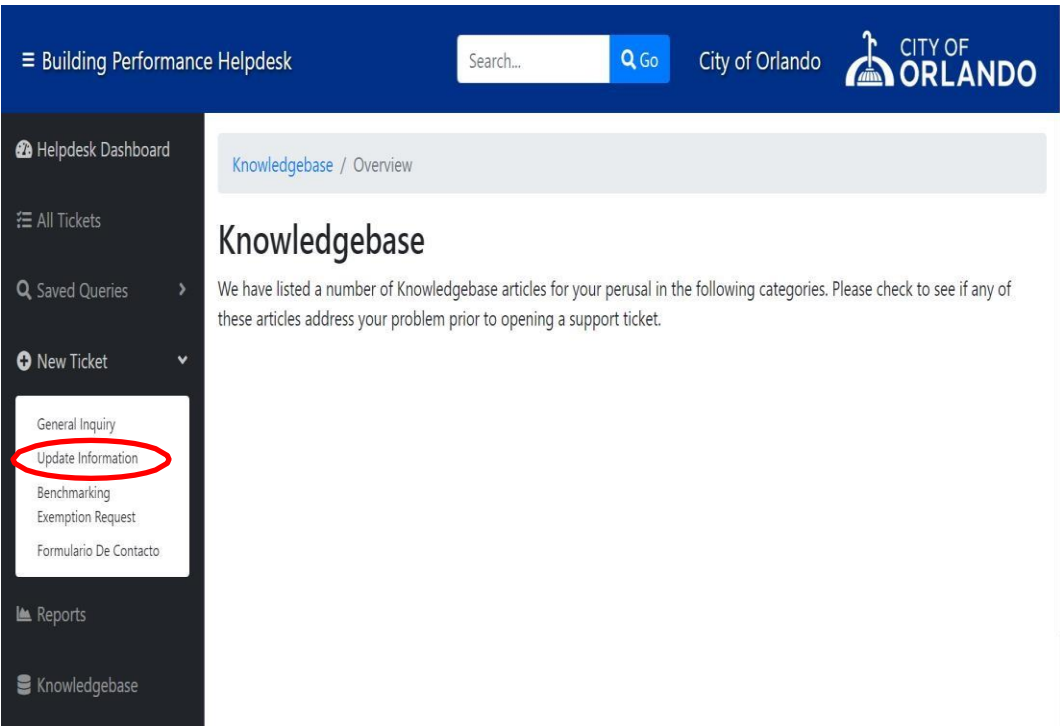 Building Performance Helpdesk
Search...
Go
City of Orlando
CITY OF
ORLANDO
Helpdesk Dashboard
All Tickets
Saved Queries
New Ticket
General Inquiry
Update Information
Benchmarking
Exemption Request
Formulario De Contacto
Reports
Knowledgebase
Knowledgebase / Overview
Knowledgebase
We have listed a number of Knowledgebase articles for your perusal in the following categories. Please check to see if any of
these articles address your problem prior to opening a support ticket.